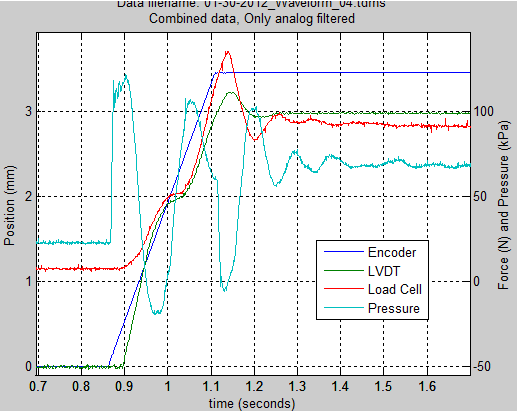 Data filename: 01-30-2012_Waveform_04.tdms
Combined data, Only analog filtered
Position (mm)
3
2
1
0
100
50
0
-50
Force (N) and Pressure (kPa)
Encoder
LVDT
Load Cell
Pressure
0.7 0.8 0.9 1 1.1 1.2 1.3 1.4 1.5 1.6
time (seconds)